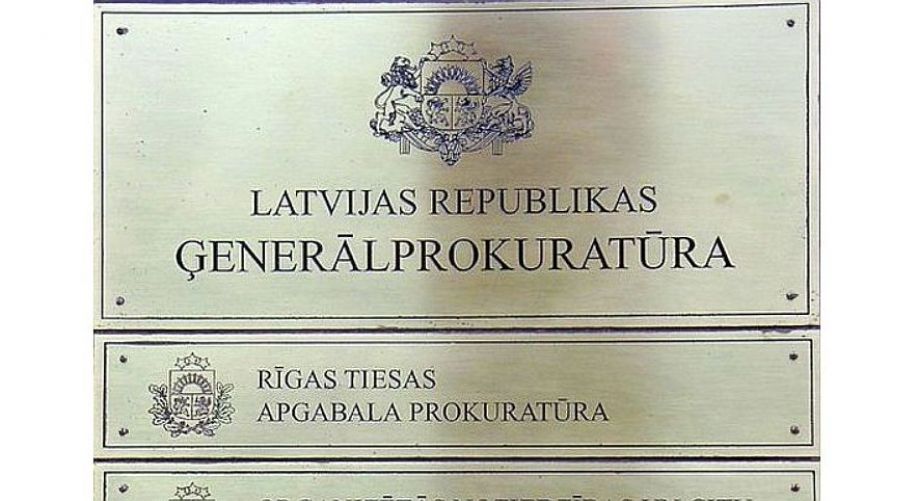 LATVIJAS REPUBLIKAS
ĢENERĀLPROKURATŪRA
RĪGAS TIESAS
APGABALA PROKURATŪRA